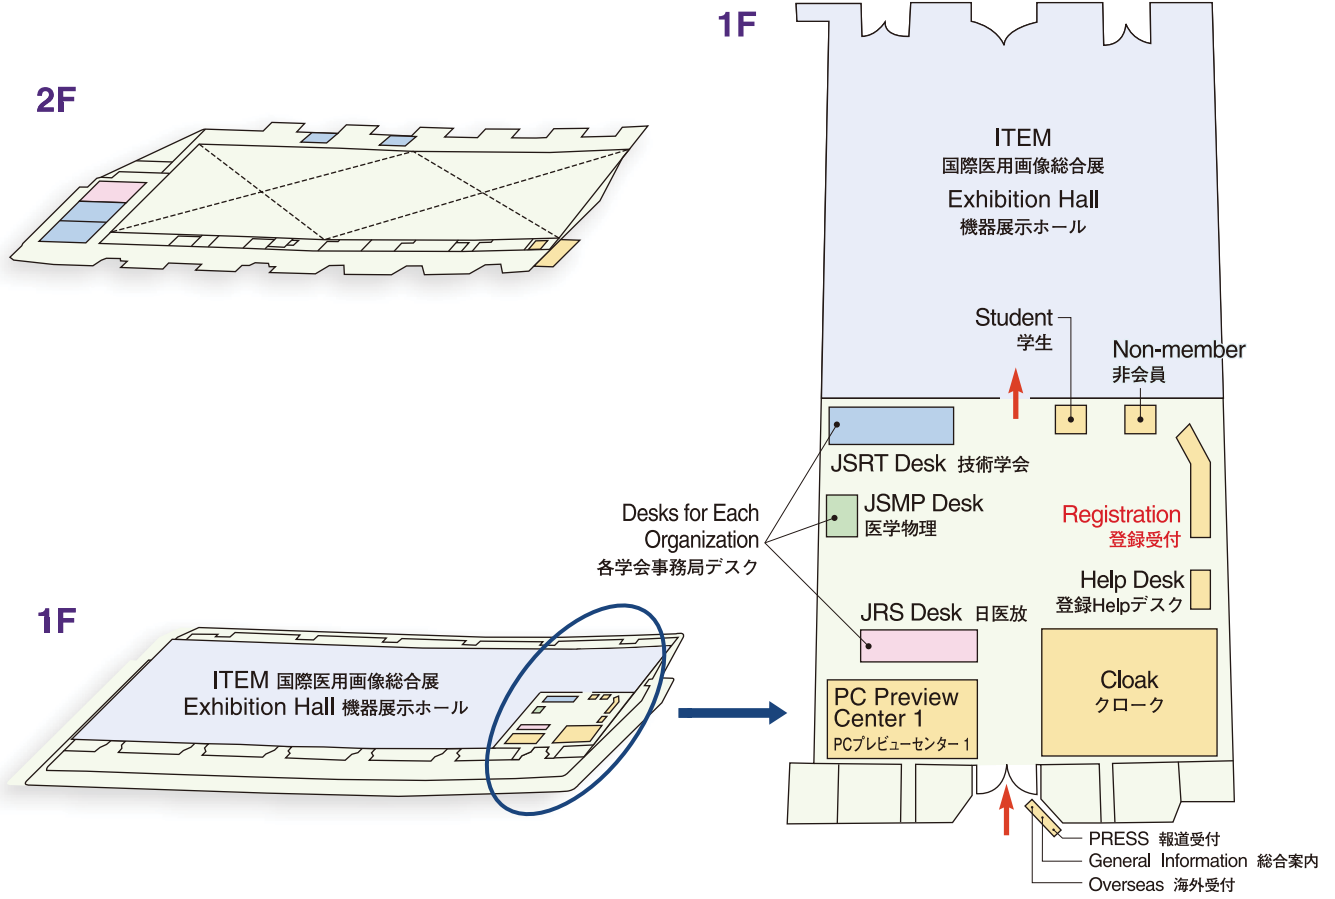 2F
1F
ITEM 国際医用画像総合展
Exhibition Hall 機器展示ホール
1F
ITEM
国際医用画像総合展
Exhibition Hall
機器展示ホール
Student
学生
Non-member
非会員
JSRT Desk 技術学会
JSMP Desk
医学物理
Desks for Each
Organization
各学会事務局デスク
Registration
登録受付
Help Desk
登録Helpデスク
JRS Desk 日医放
PC Preview
Center 1
PCプレビューセンター 1
Cloak
クローク
PRESS 報道受付
General Information 総合案内
Overseas 海外受付